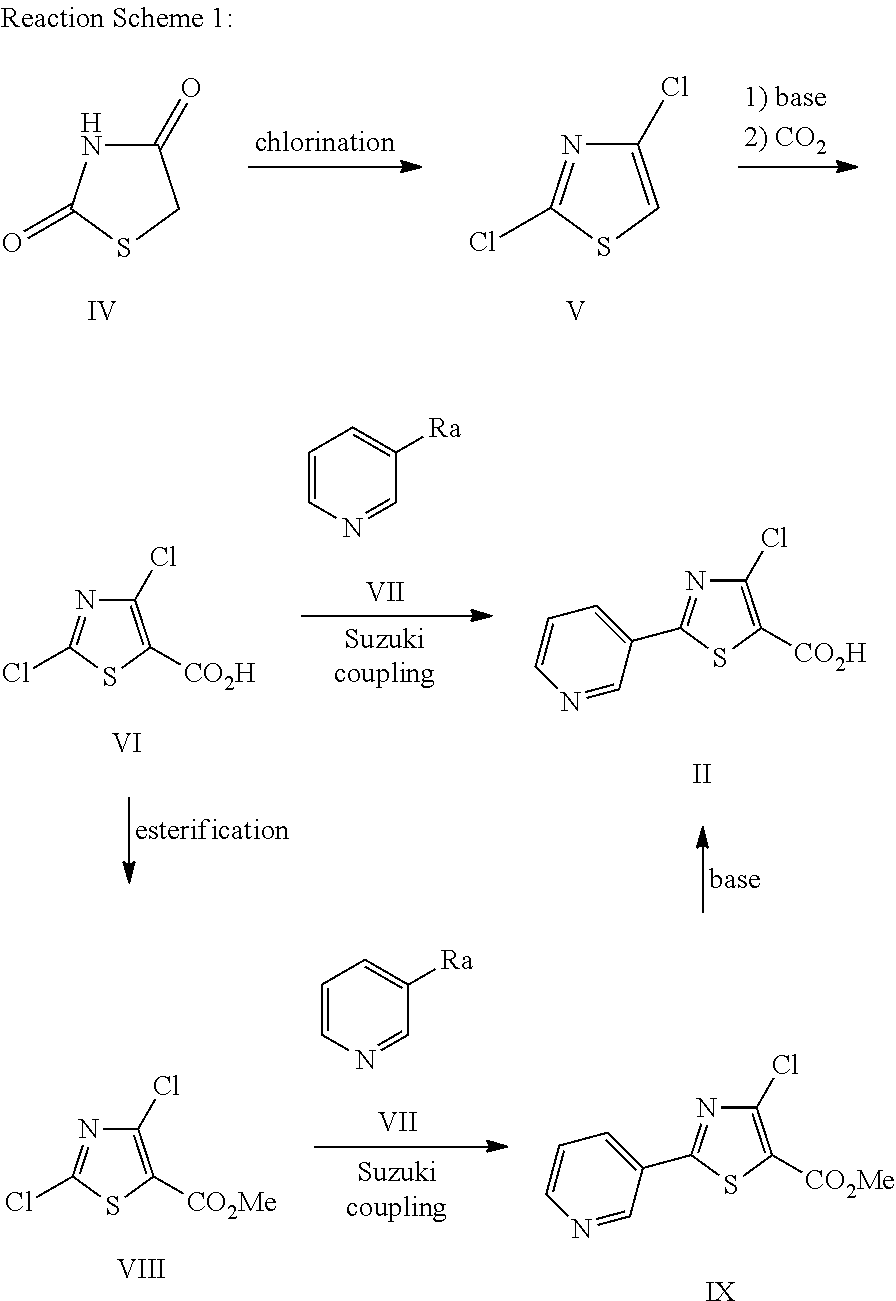 Reaction Scheme 1:
O
Cl
H
N
chlorination
1) base
2) CO₂
N
O
S
Cl
S
IV
V
Ra
N
Cl
Cl
N
VII
N
Cl
S
CO₂H
Suzuki
coupling
S
CO₂H
N
VI
II
esterification
base
Ra
N
Cl
Cl
N
VII
N
Cl
S
CO₂Me
Suzuki
coupling
S
CO₂Me
N
VIII
IX